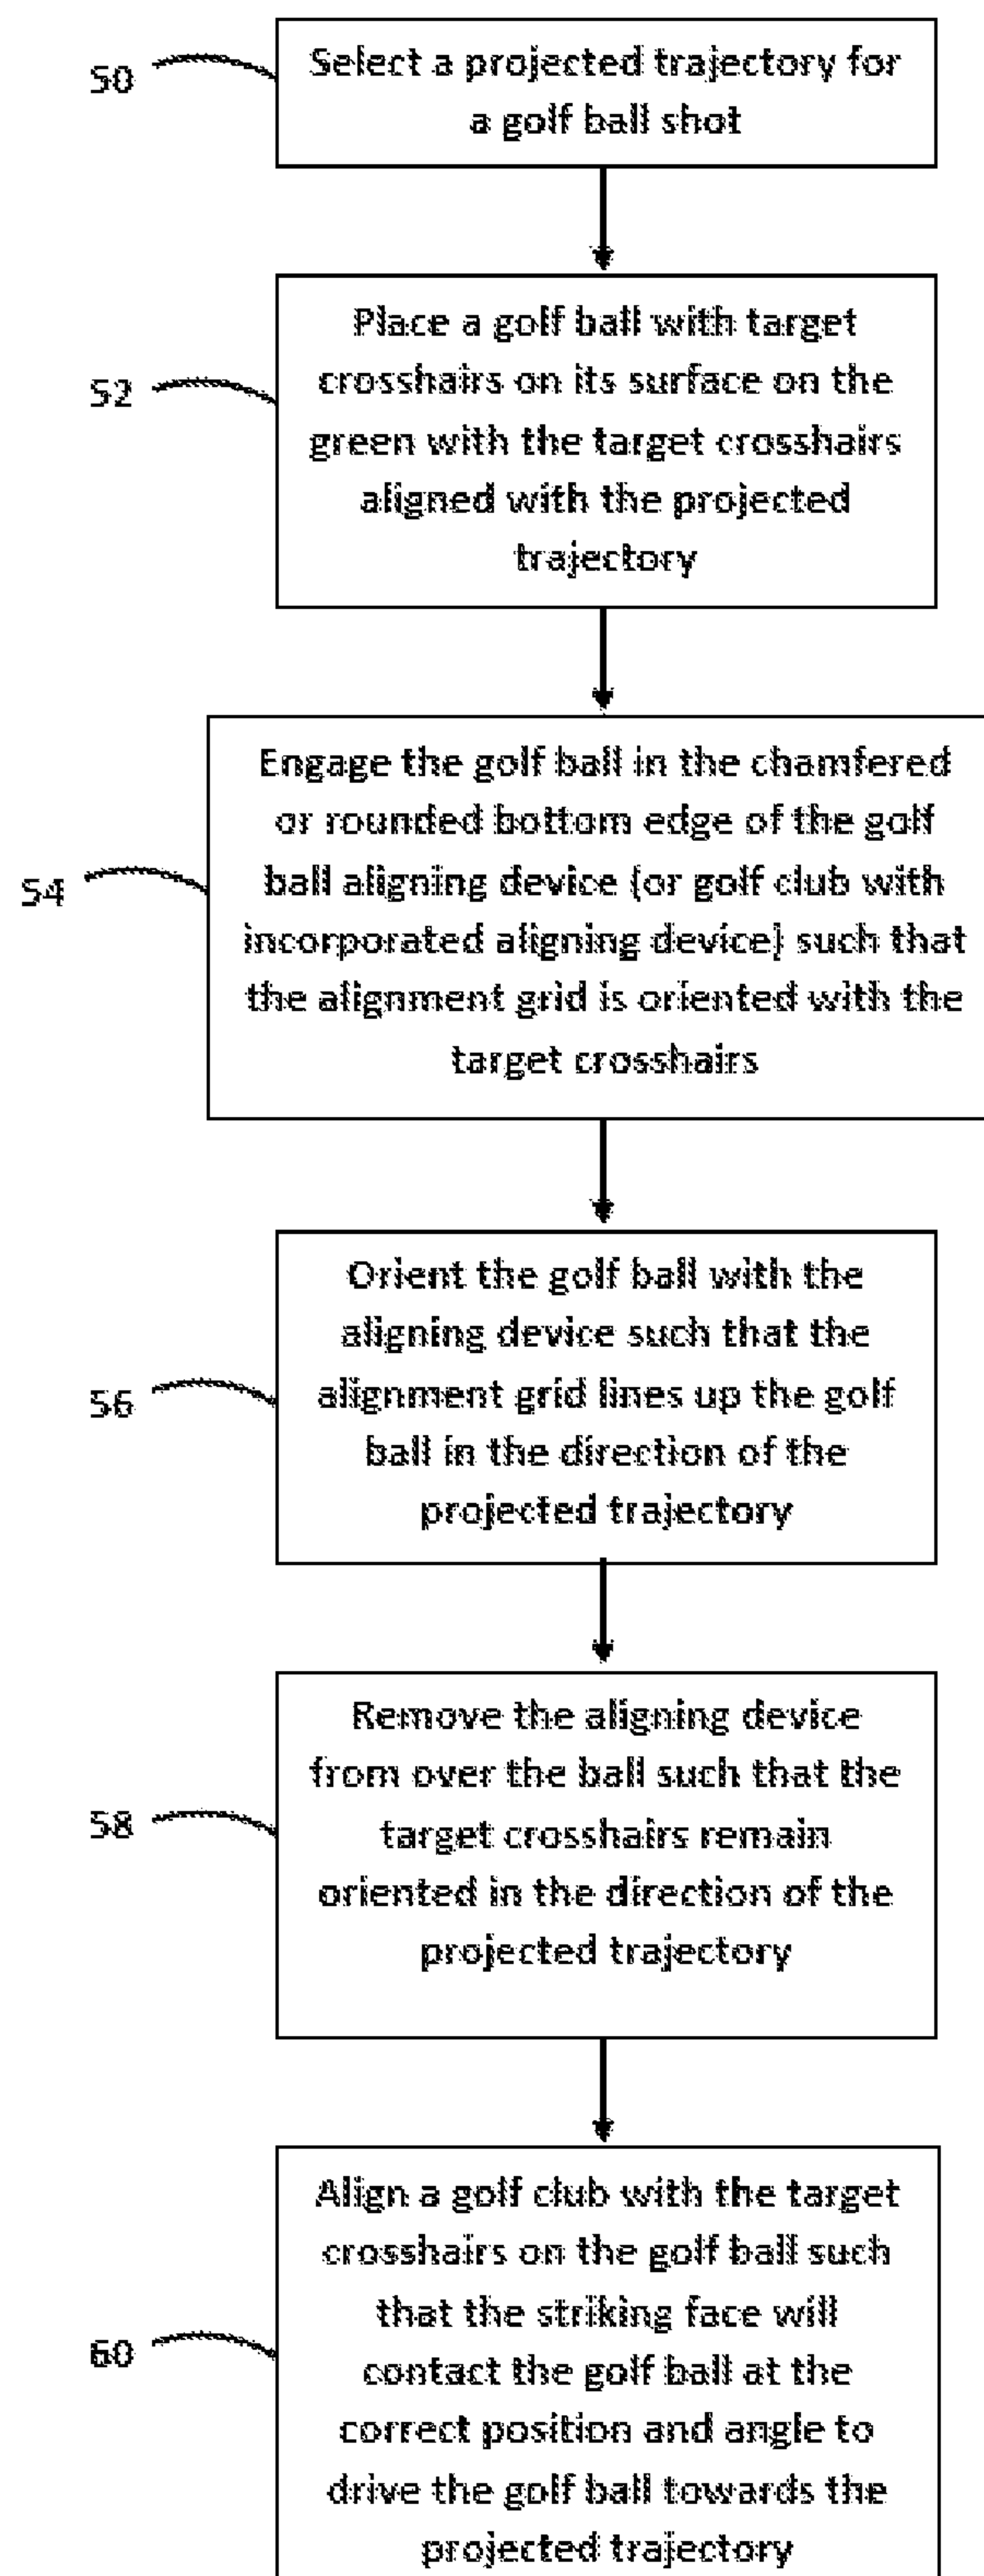 50
Select a projected trajectory for
a golf ball shot
52
Place a golf ball with target
crosshairs on its surface on the
green with the target crosshairs
aligned with the projected
trajectory
54
Engage the golf ball in the chamfered
or rounded bottom edge of the golf
ball aligning device (or golf club with
incorporated aligning device) such that
the alignment grid is oriented with the
target crosshairs
56
Orient the golf ball with the
aligning device such that the
alignment grid lines up the golf
ball in the direction of the
projected trajectory
58
Remove the aligning device
from over the ball such that the
target crosshairs remain
oriented in the direction of the
projected trajectory
60
Align a golf club with the target
crosshairs on the golf ball such
that the striking face will
contact the golf ball at the
correct position and angle to
drive the golf ball towards the
projected trajectory